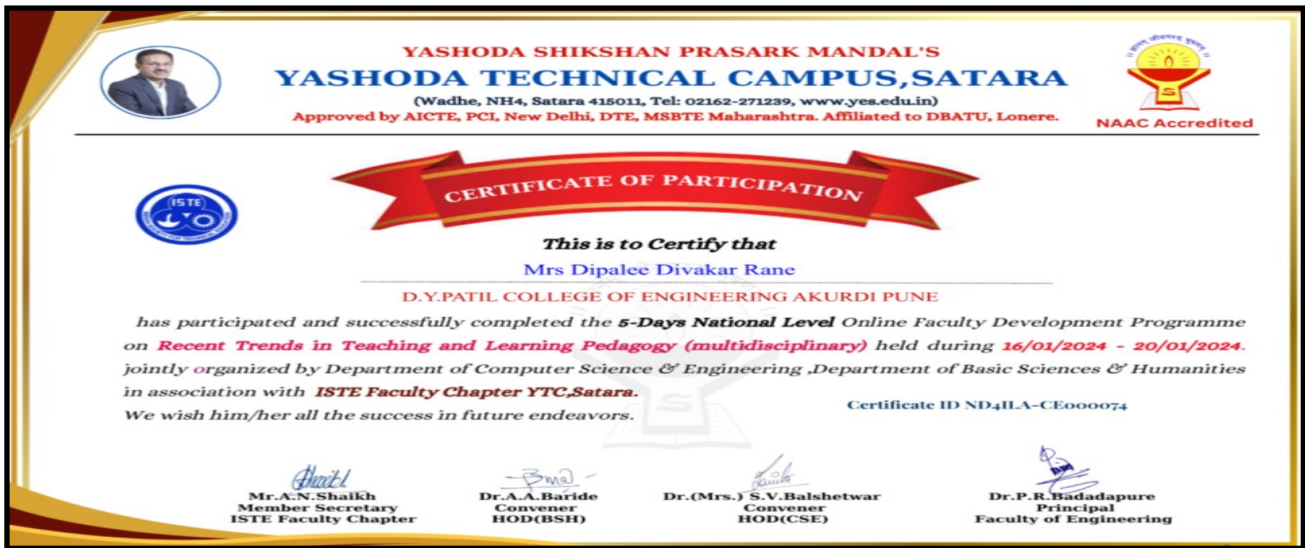 YASHODA SHIKSHAN PRASARK MANDAL'S
YASHODA TECHNICAL CAMPUS,SATARA
(Wadhe, NH4, Satara 415011, Tel: 02162-271239, www.yes.edu.in)
Approved by AICTE, PCI, New Delhi, DTE, MSBTE Maharashtra. Affiliated to DBATU, Lonere.
NAAC Accredited
CERTIFICATE OF PARTICIPATION
ISTE
This is to Certify that
Mrs Dipalee Divakar Rane
D.Y.PATIL COLLEGE OF ENGINEERING AKURDI PUNE
has participated and successfully completed the 5-Days National Level Online Faculty Development Programme
on Recent Trends in Teaching and Learning Pedagogy (multidisciplinary) held during 16/01/2024 - 20/01/2024.
jointly organized by Department of Computer Science & Engineering ,Department of Basic Sciences & Humanities
in association with ISTE Faculty Chapter YTC,Satara.
We wish him/her all the success in future endeavors.
Certificate ID ND4ILA-CE000074
Mr.A.N.Shaikh
Member Secretary
ISTE Faculty Chapter
Dr.A.A.Baride
Convener
HOD(BSH)
Dr.(Mrs.) S.V.Balshetwar
Convener
HOD(CSE)
Dr.P.R.Badadapure
Principal
Faculty of Engineering